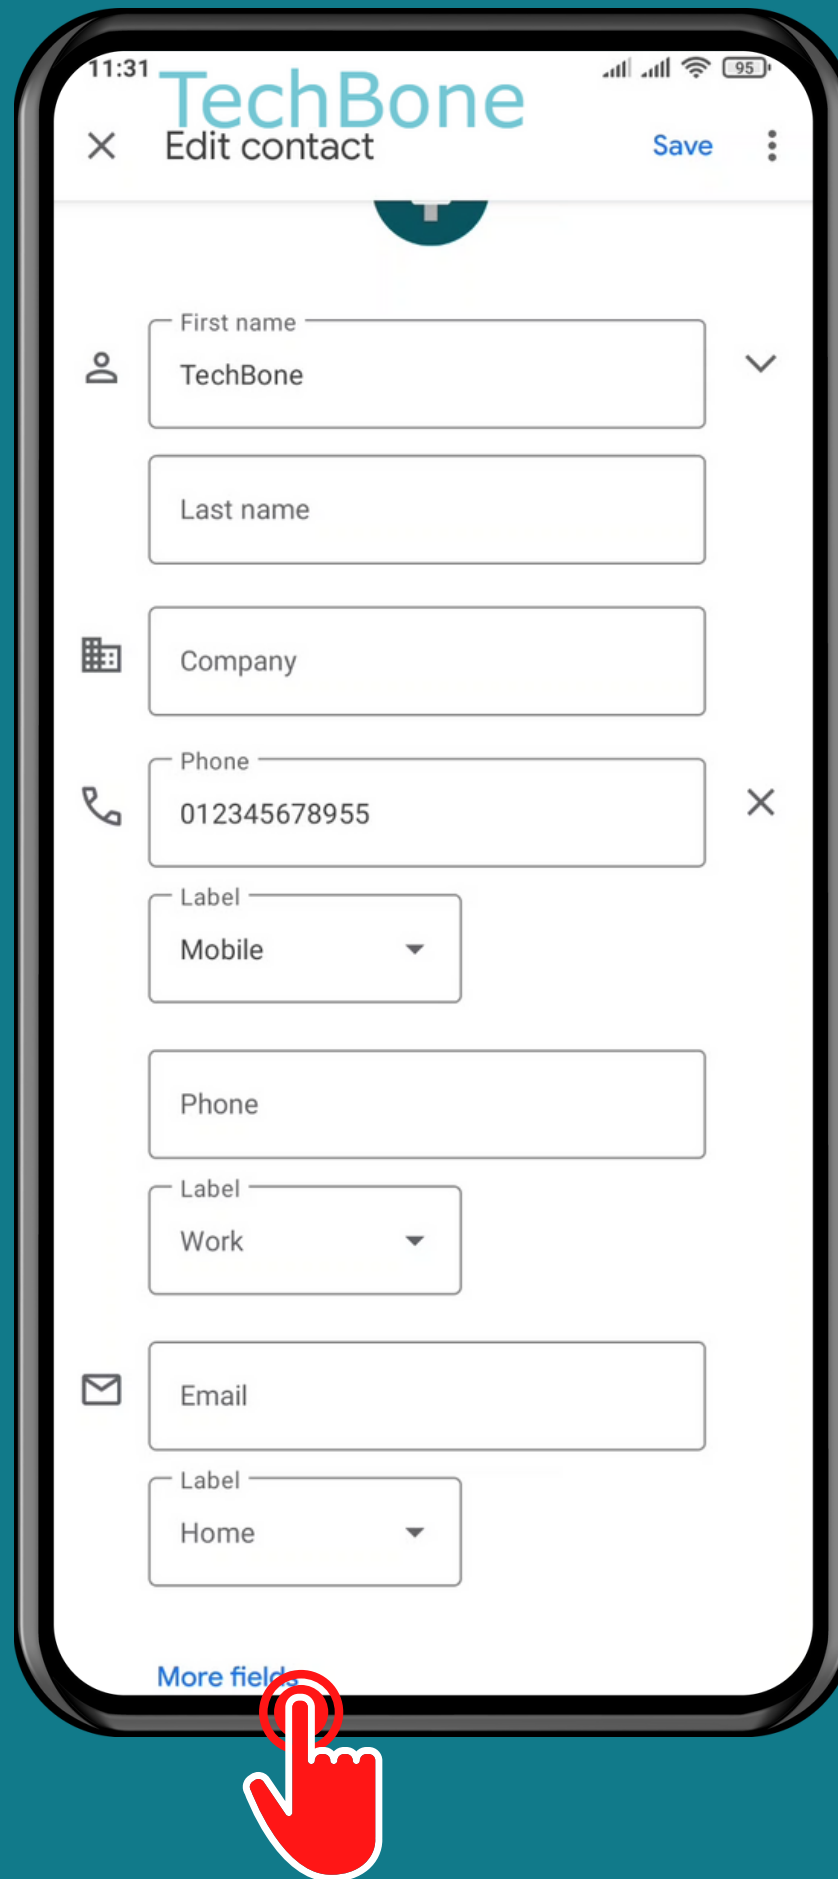 11:31
95
TechBone
Edit contact
Save
First name
TechBone
Last name
Company
Phone
012345678955
Label
Mobile
Phone
Label
Work
Email
Label
Home
More fields